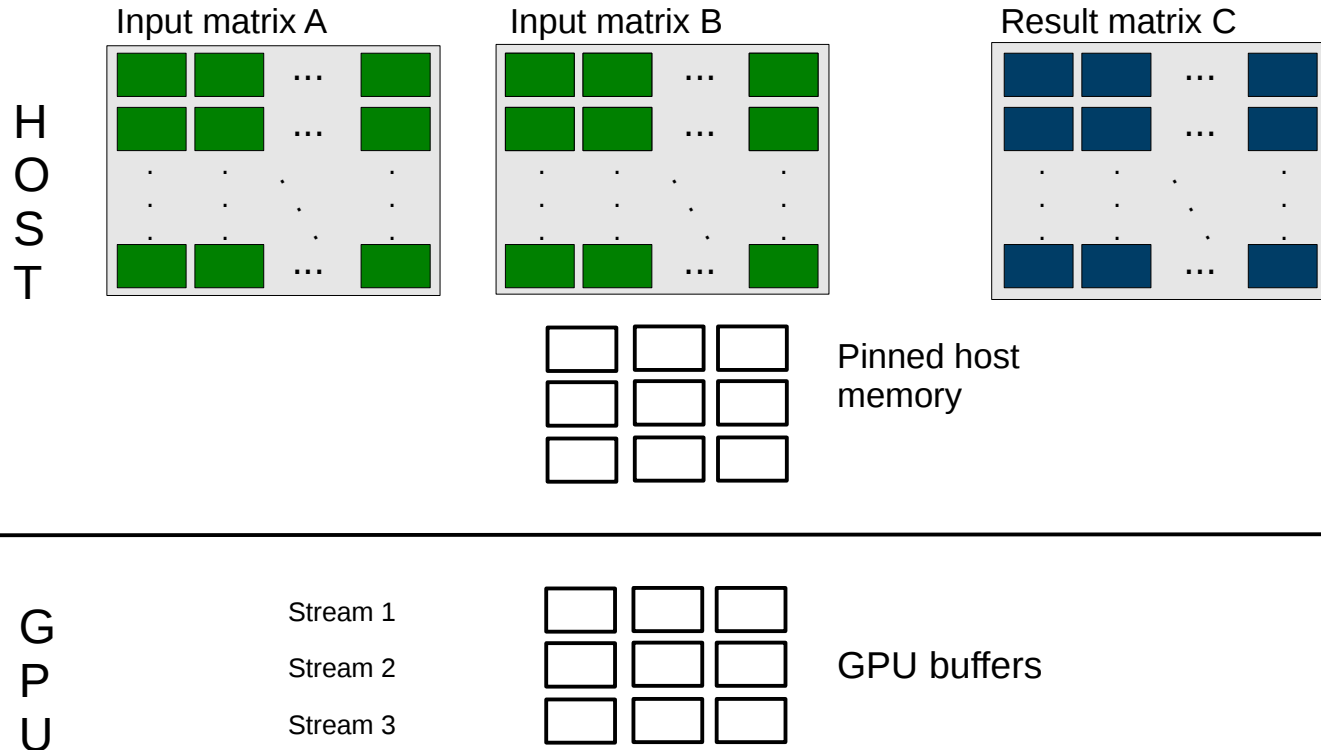 Input matrix A
Input matrix B
Result matrix C
H
O
S
T
...
...
...
...
...
...
...
...
...
Pinned host
memory
G
P
U
Stream 1
Stream 2
Stream 3
GPU buffers